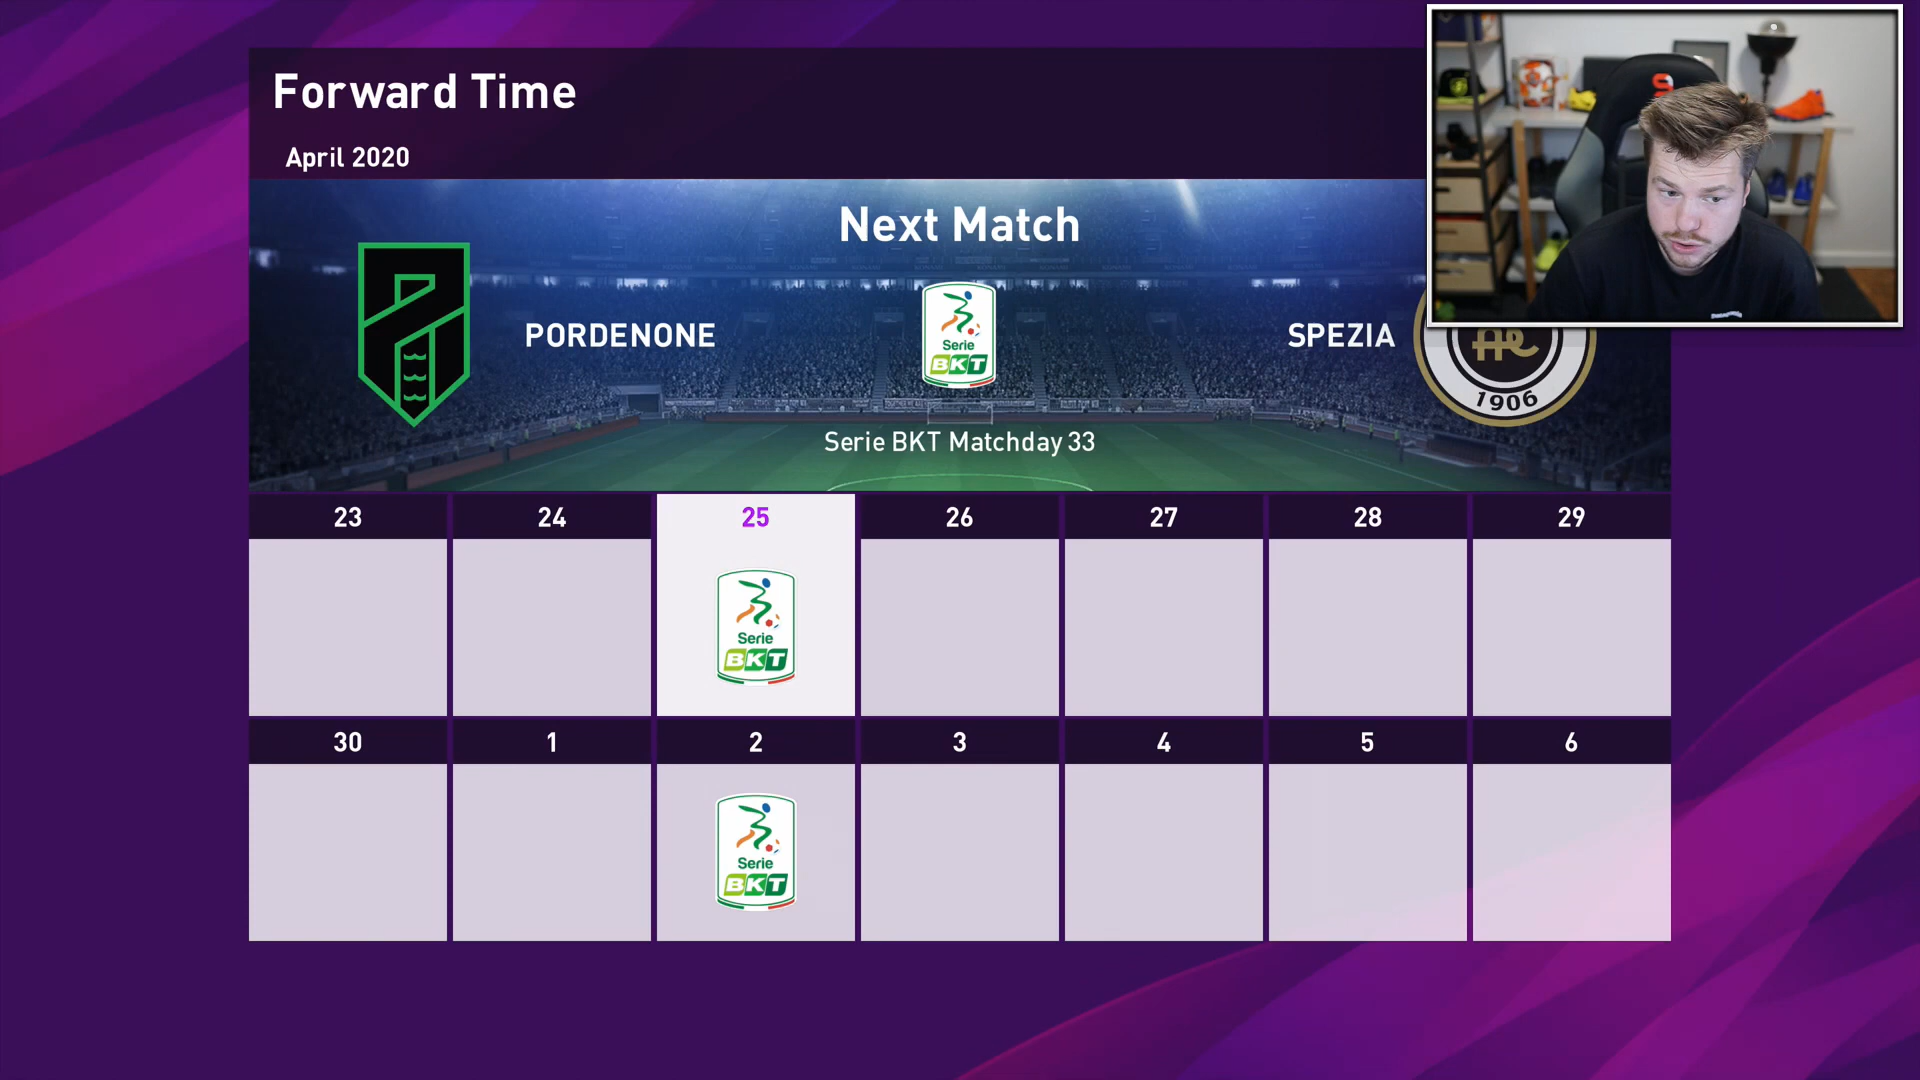 Forward Time
April 2020
Next Match
PORDENONE
Serie
BKT
SPEZIA
1906
Serie BKT Matchday 33
23 24 25 26 27 28 29
Serie
BKT
30 1 2 3 4 5 6
Serie
BKT